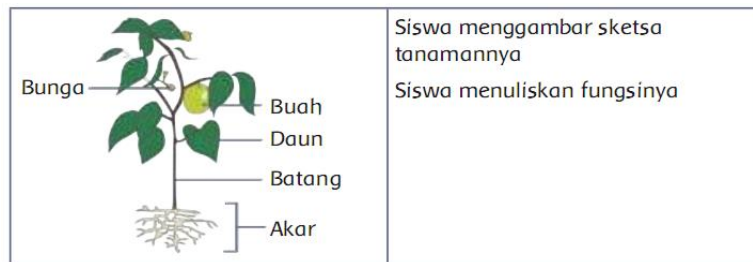 Bunga
Buah
Daun
Batang
Akar
Siswa menggambar sketsa
tanamannya
Siswa menuliskan fungsinya